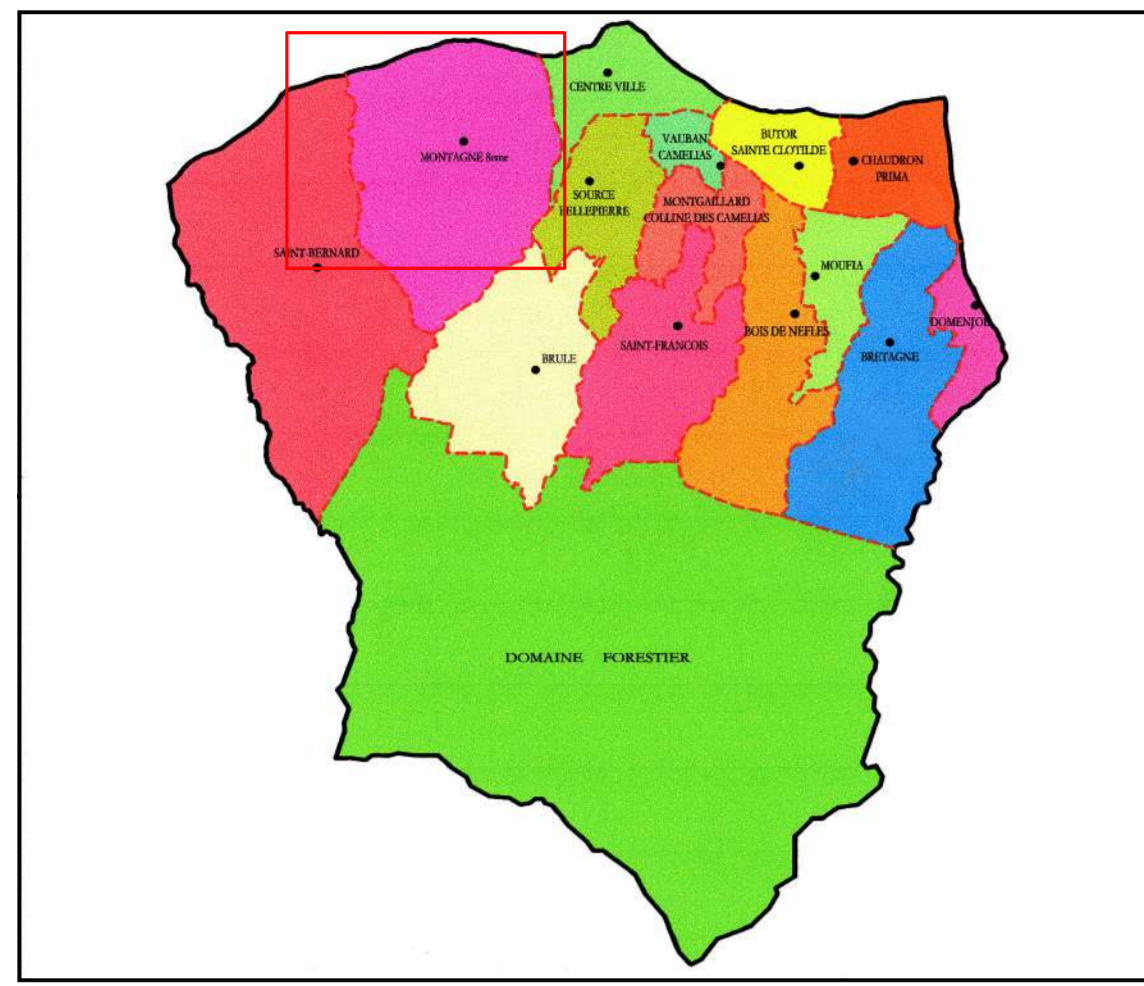 CENTRE VILLE
MONTAGNE 8eme
VAUBAN
CAMELIAS
BUTOR
SAINTE CLOTILDE
CHAUDRON
PRIMA
SOURCE
BELLEPIERRE
MONTGAILLARD
COLLINE DES CAMELIAS
SAINT-BERNARD
MOUFIA
DOMENJOD
BOIS DE NEFLES
SAINT-FRANCOIS
BRETAGNE
BRULE
DOMAINE FORESTIER